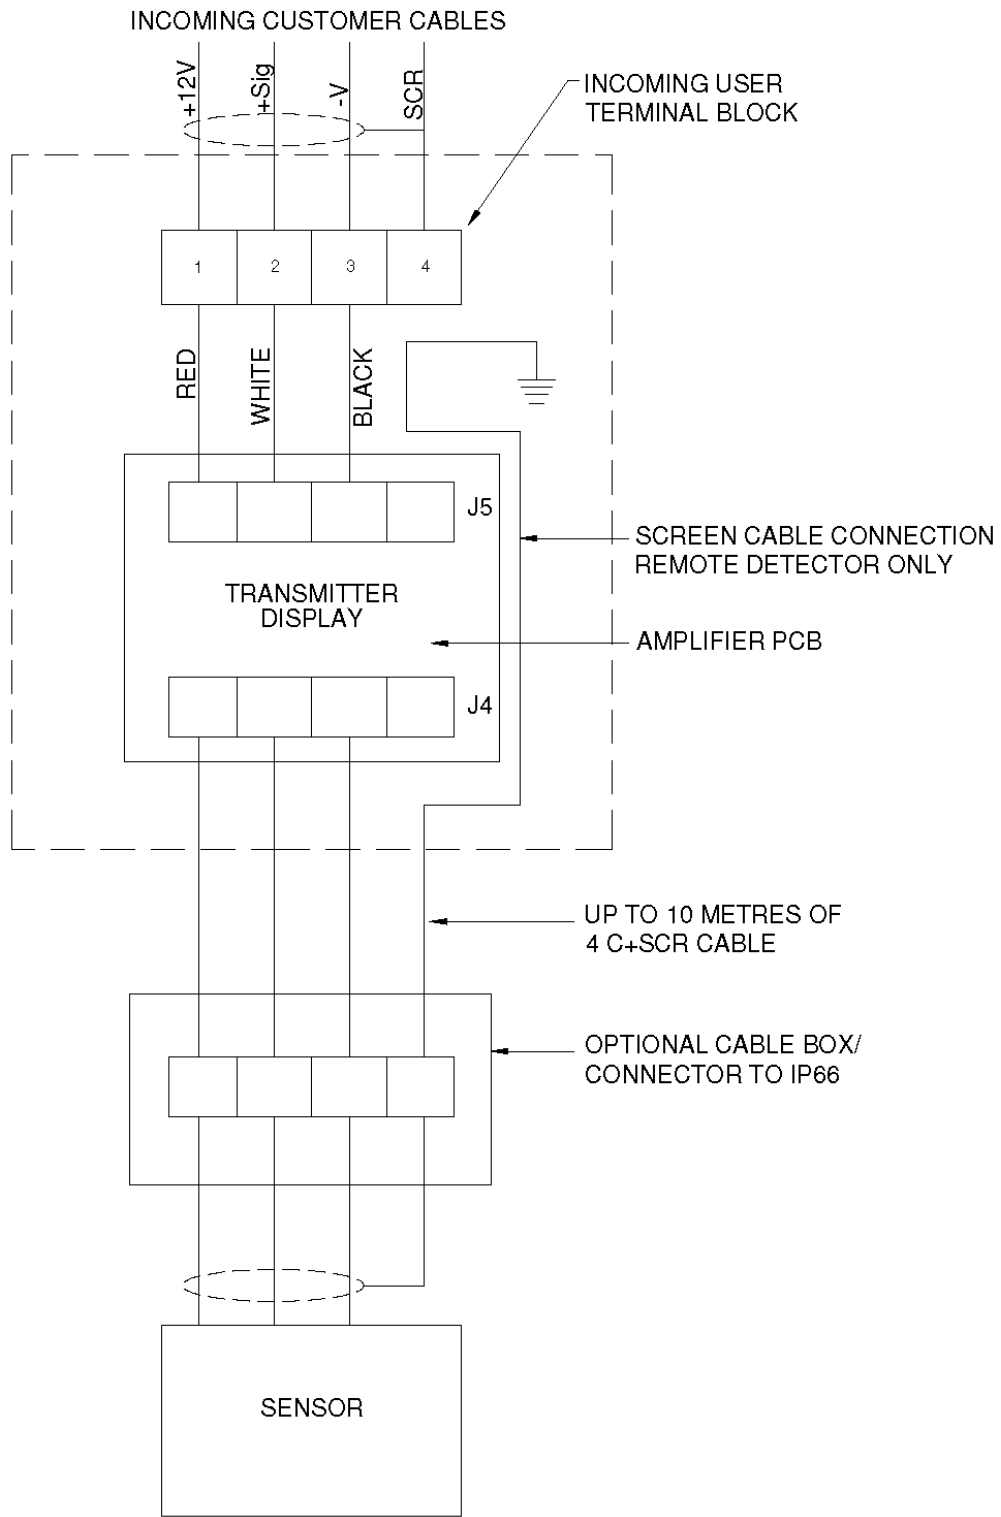 INCOMING CUSTOMER CABLES
+12V
+Sig
-V
SCR
INCOMING USER
TERMINAL BLOCK
1
2
3
4
RED
WHITE
BLACK
J5
SCREEN CABLE CONNECTION
REMOTE DETECTOR ONLY
TRANSMITTER
DISPLAY
AMPLIFIER PCB
J4
UP TO 10 METRES OF
4 C+SCR CABLE
OPTIONAL CABLE BOX/
CONNECTOR TO IP66
SENSOR